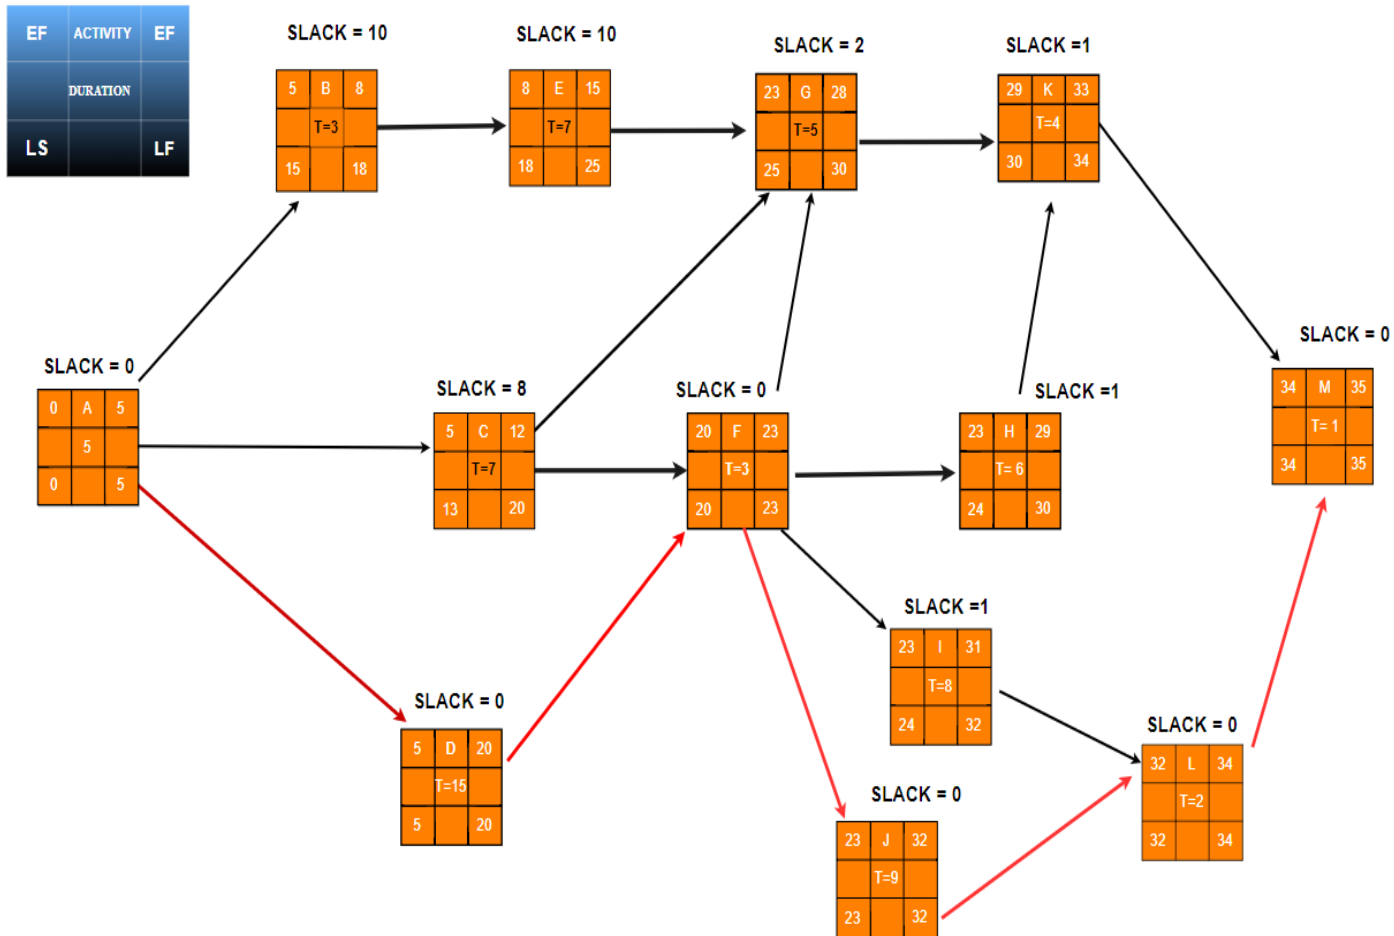 EF ACTIVITY EF
DURATION
LS LF
SLACK = 10
5 B 8
T=3
15 18
SLACK = 10
8 E 15
T=7
18 25
SLACK = 2
23 G 28
T=5
25 30
SLACK =1
29 K 33
T=4
30 34
SLACK = 0
0 A 5
5
0 5
SLACK = 8
5 C 12
T=7
13 20
SLACK = 0
20 F 23
T=3
20 23
SLACK =1
23 H 29
T= 6
24 30
SLACK = 0
34 M 35
T= 1
34 35
SLACK = 0
5 D 20
T=15
5 20
SLACK =1
23 I 31
T=8
24 32
SLACK = 0
23 J 32
T=9
23 32
SLACK = 0
32 L 34
T=2
32 34